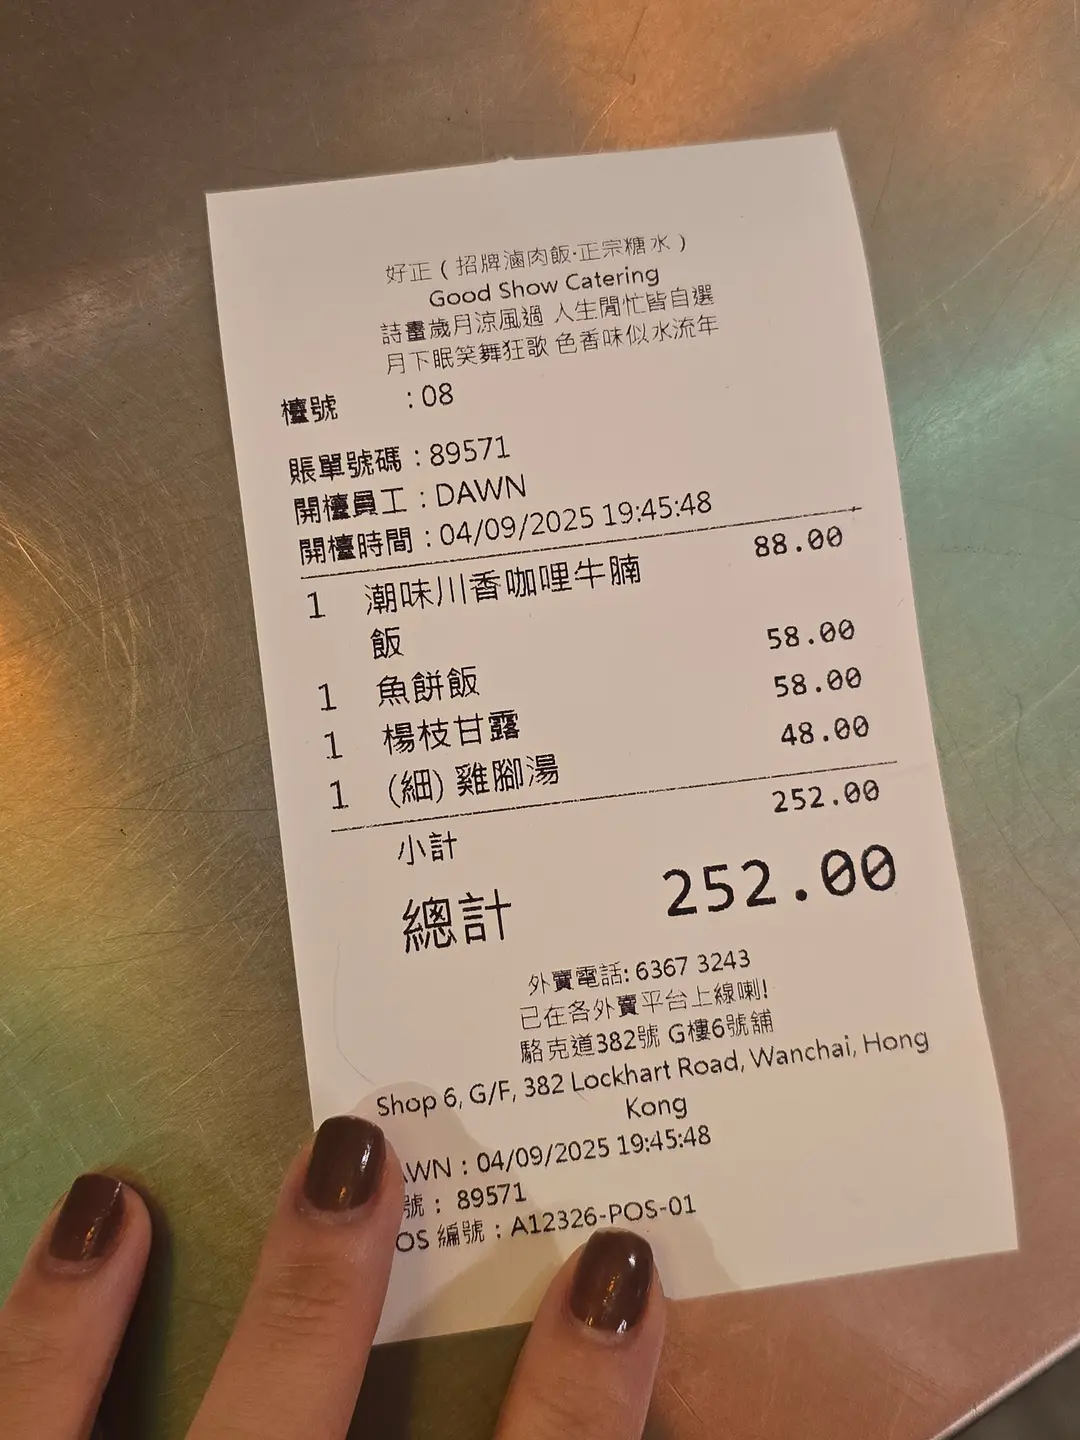 好正（招牌滷肉飯·正宗糖水）
Good Show Catering
詩畫歲月涼風過 人生閒忙皆自選
月下眠笑舞狂歌 色香味似水流年
檯號 : 08
賬單號碼 : 89571
開檯員工 : DAWN
開檯時間 : 04/09/2025 19:45:48
1 潮味川香咖哩牛腩 88.00
飯
1 魚餅飯 58.00
1 楊枝甘露 58.00
1 (細) 雞腳湯 48.00
小計 252.00
總計 252.00
外賣電話: 6367 3243
已在各外賣平台上線喇!
駱克道382號 G樓6號舖
Shop 6, G/F, 382 Lockhart Road, Wanchai, Hong
Kong
AWN : 04/09/2025 19:45:48
號 : 89571
OS 編號 : A12326-POS-01